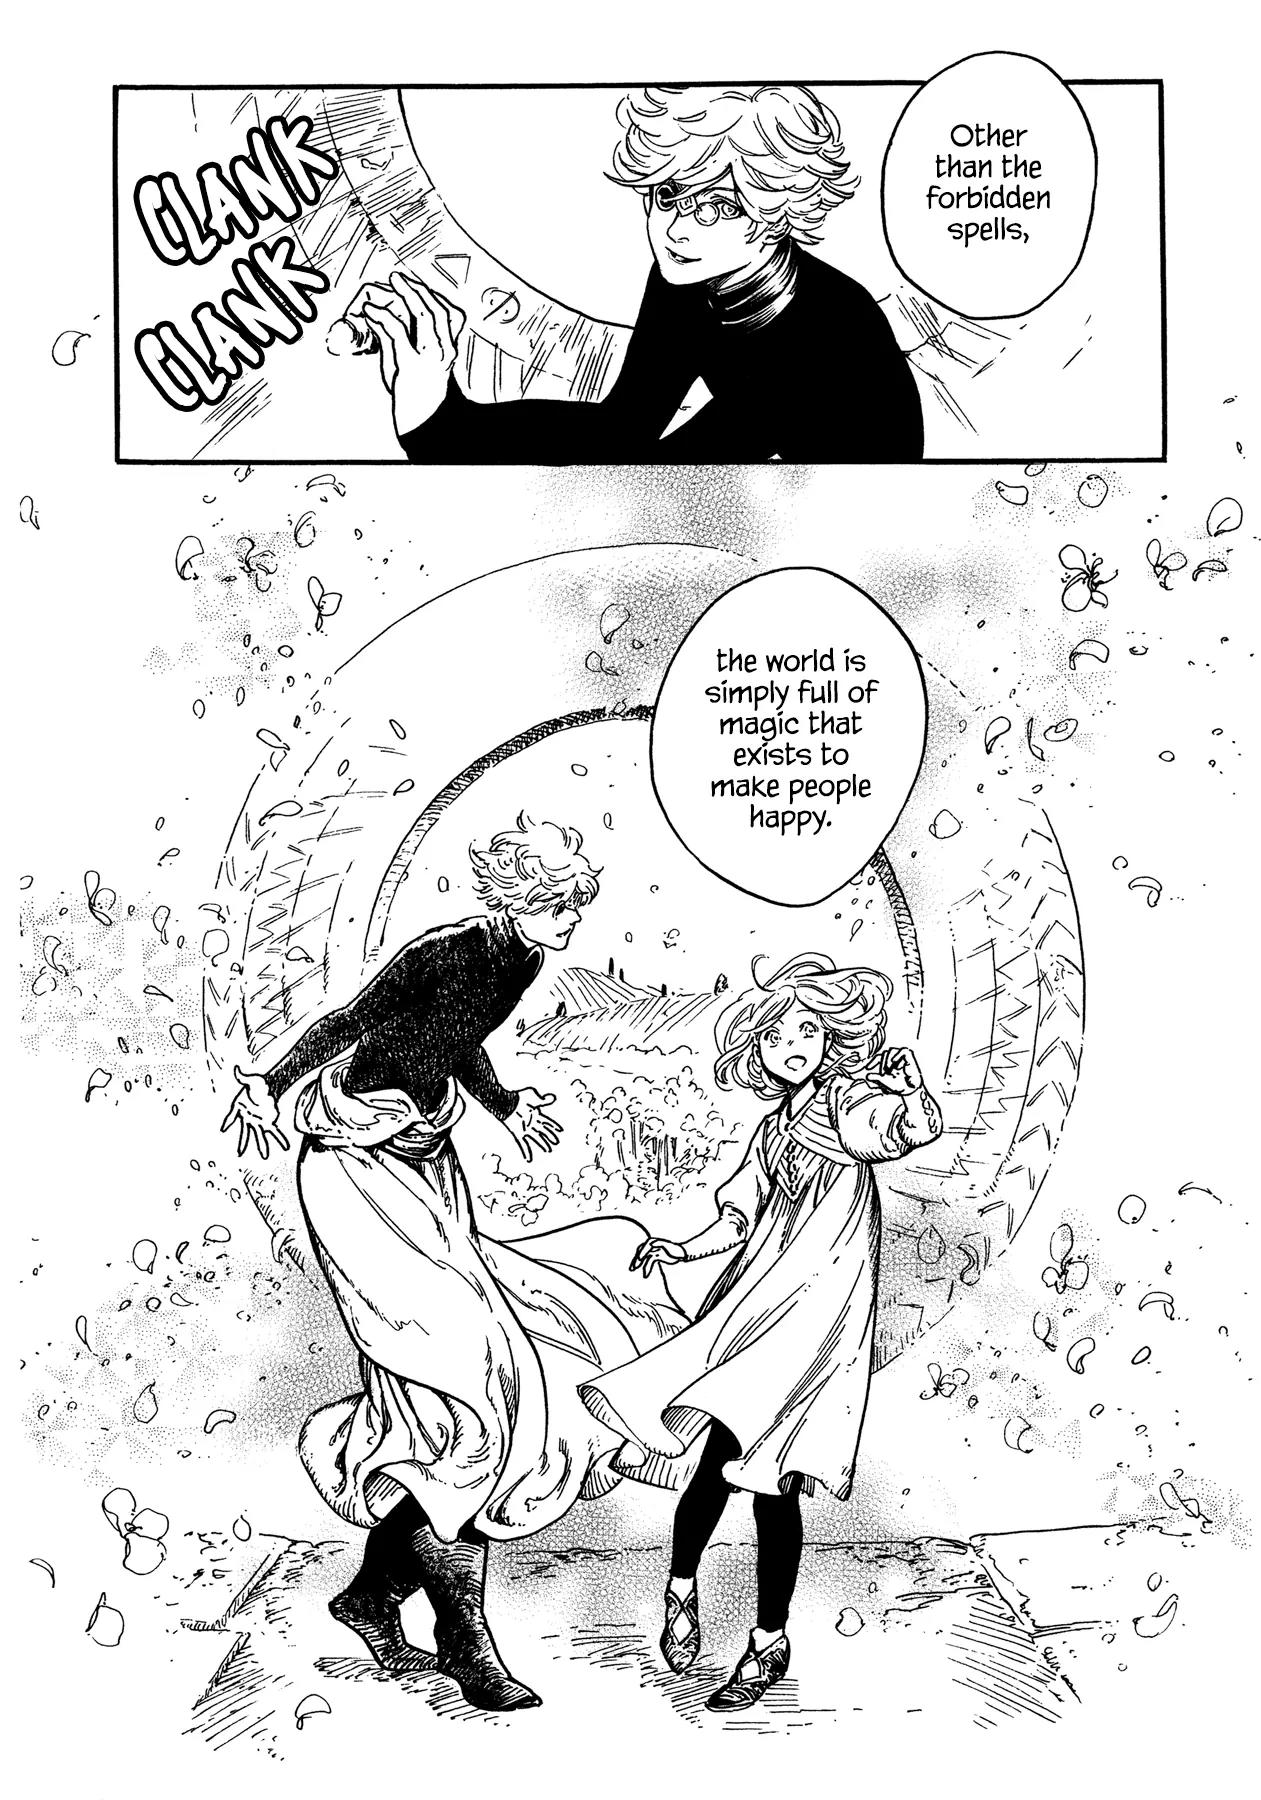 CLANK
CLANK
Other
than the
forbidden
spells,
the world is
simply full of
magic that
exists to
make people
happy.